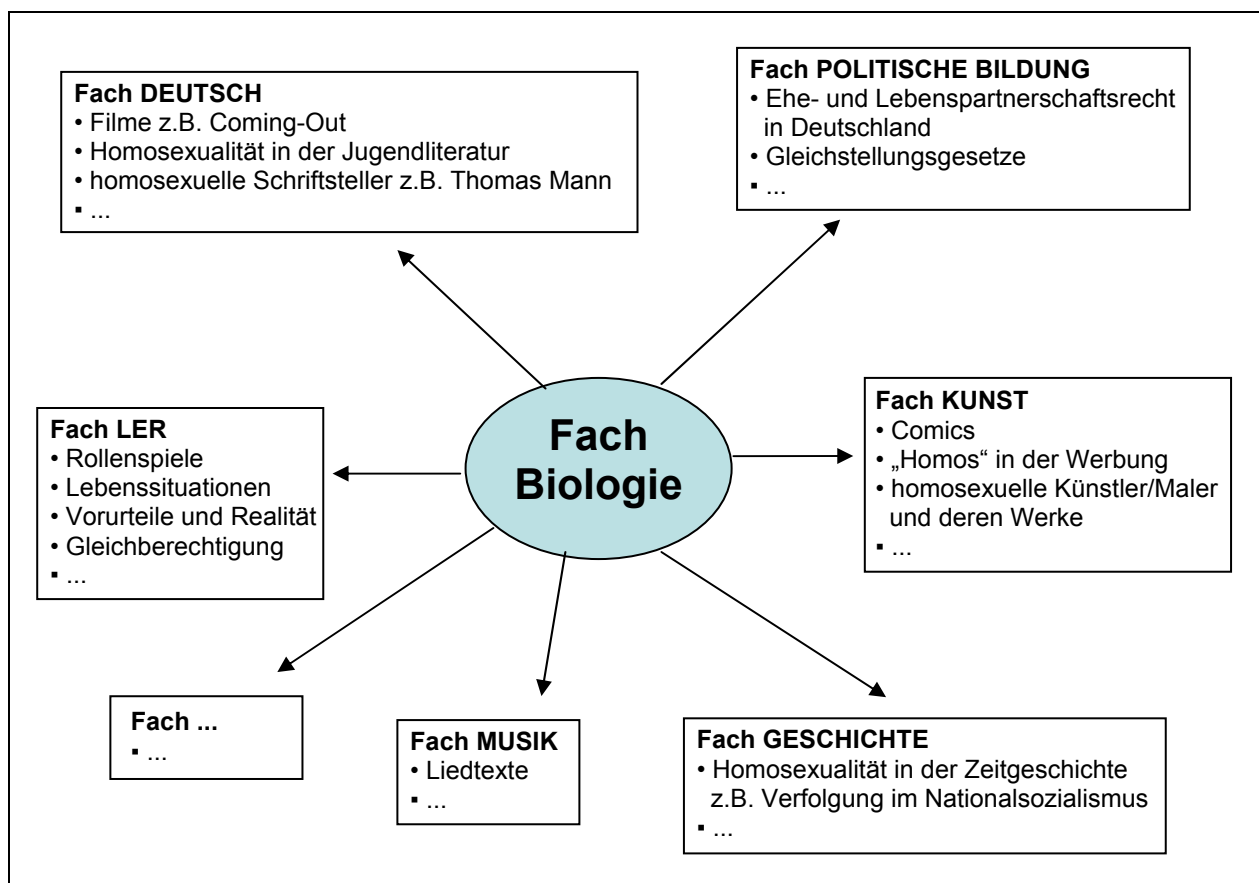 Fach DEUTSCH
• Filme z.B. Coming-Out
• Homosexualität in der Jugendliteratur
• homosexuelle Schriftsteller z.B. Thomas Mann
▪ ...
Fach POLITISCHE BILDUNG
• Ehe- und Lebenspartnerschaftsrecht
in Deutschland
• Gleichstellungsgesetze
▪ ...
Fach LER
• Rollenspiele
• Lebenssituationen
• Vorurteile und Realität
• Gleichberechtigung
▪ ...
Fach
Biologie
Fach KUNST
• Comics
• „Homos“ in der Werbung
• homosexuelle Künstler/Maler
und deren Werke
▪ ...
Fach ...
▪ ...
Fach MUSIK
• Liedtexte
▪ ...
Fach GESCHICHTE
• Homosexualität in der Zeitgeschichte
z.B. Verfolgung im Nationalsozialismus
▪ ...